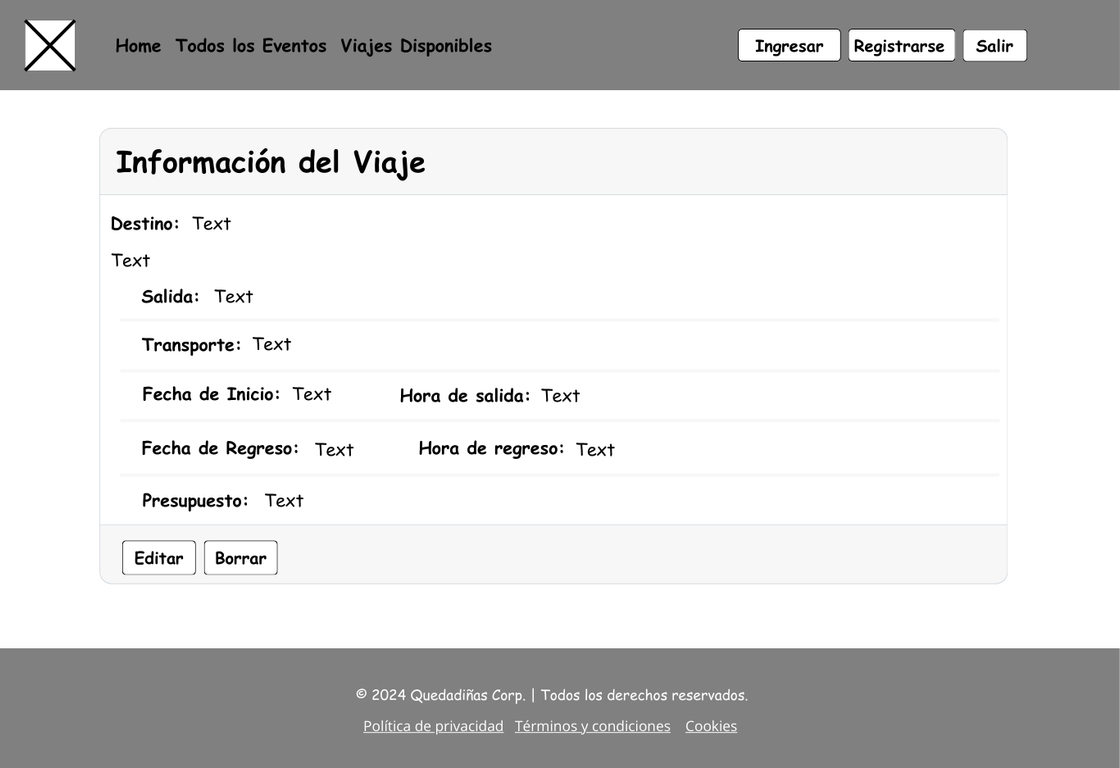 Home Todos los Eventos Viajes Disponibles Ingresar Registrarse Salir
Información del Viaje
Destino: Text
Text
Salida: Text
Transporte: Text
Fecha de Inicio: Text Hora de salida: Text
Fecha de Regreso: Text Hora de regreso: Text
Presupuesto: Text
Editar Borrar
© 2024 Quedadiñas Corp. | Todos los derechos reservados.
Política de privacidad Términos y condiciones Cookies